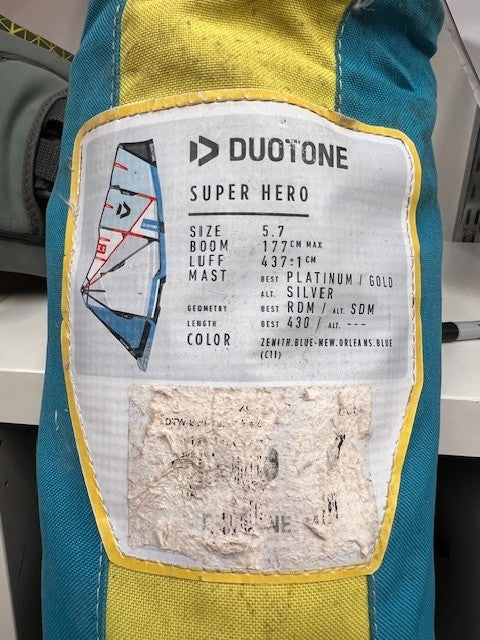 DUOTONE
SUPER HERO
SIZE 5.7
BOOM 177CM MAX
LUFF 437±1CM
MAST BEST PLATINUM / GOLD
ALT. SILVER
GEOMETRY BEST RDM / ALT. SDM
LENGTH BEST 430 / ALT. ---
COLOR ZENITH.BLUE-NEW.ORLEANS.BLUE
(C11)